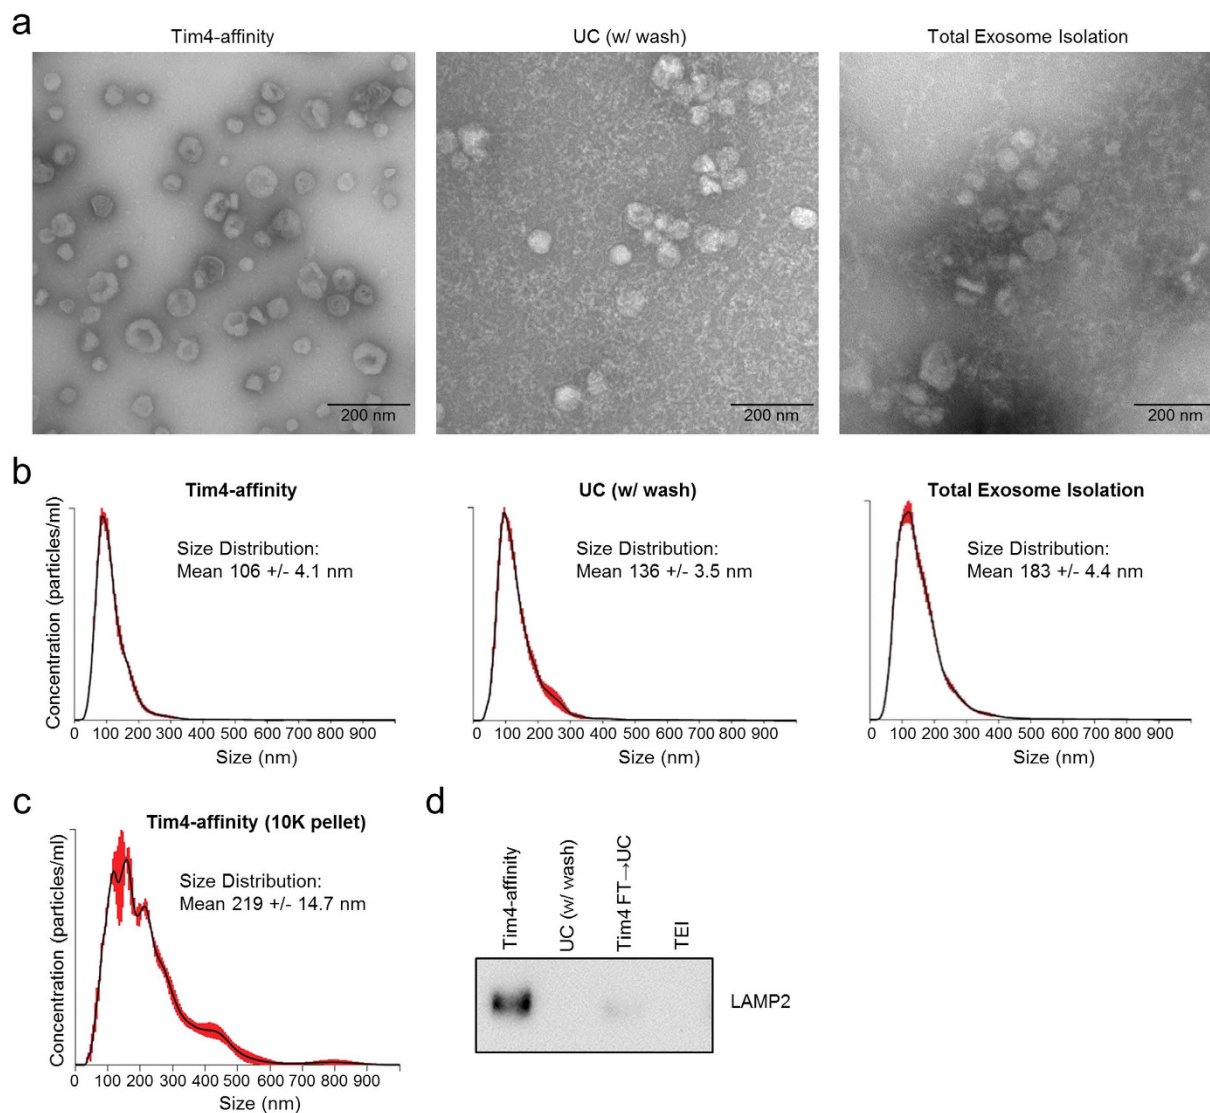 a
Tim4-affinity
UC (w/ wash)
Total Exosome Isolation
200 nm
200 nm
200 nm
b
Tim4-affinity
Size Distribution:
Mean 106 +/- 4.1 nm
Concentration (particles/ml)
0 100 200 300 400 500 600 700 800 900
Size (nm)
UC (w/ wash)
Size Distribution:
Mean 136 +/- 3.5 nm
0 100 200 300 400 500 600 700 800 900
Size (nm)
Total Exosome Isolation
Size Distribution:
Mean 183 +/- 4.4 nm
0 100 200 300 400 500 600 700 800 900
Size (nm)
c
Tim4-affinity (10K pellet)
Size Distribution:
Mean 219 +/- 14.7 nm
Concentration (particles/ml)
0 100 200 300 400 500 600 700 800 900
Size (nm)
d
Tim4-affinity
UC (w/ wash)
Tim4 FT→UC
TEI
LAMP2